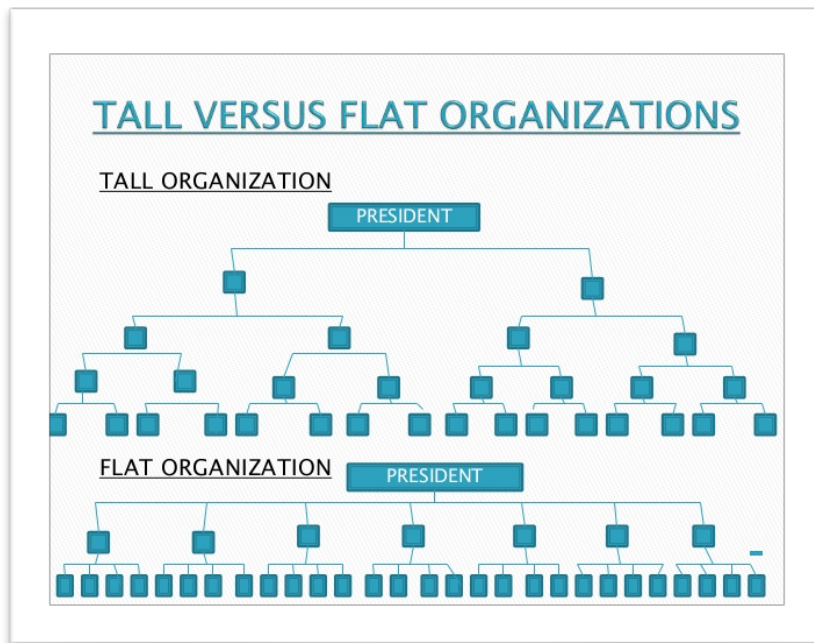 TALL VERSUS FLAT ORGANIZATIONS
TALL ORGANIZATION
PRESIDENT
FLAT ORGANIZATION
PRESIDENT